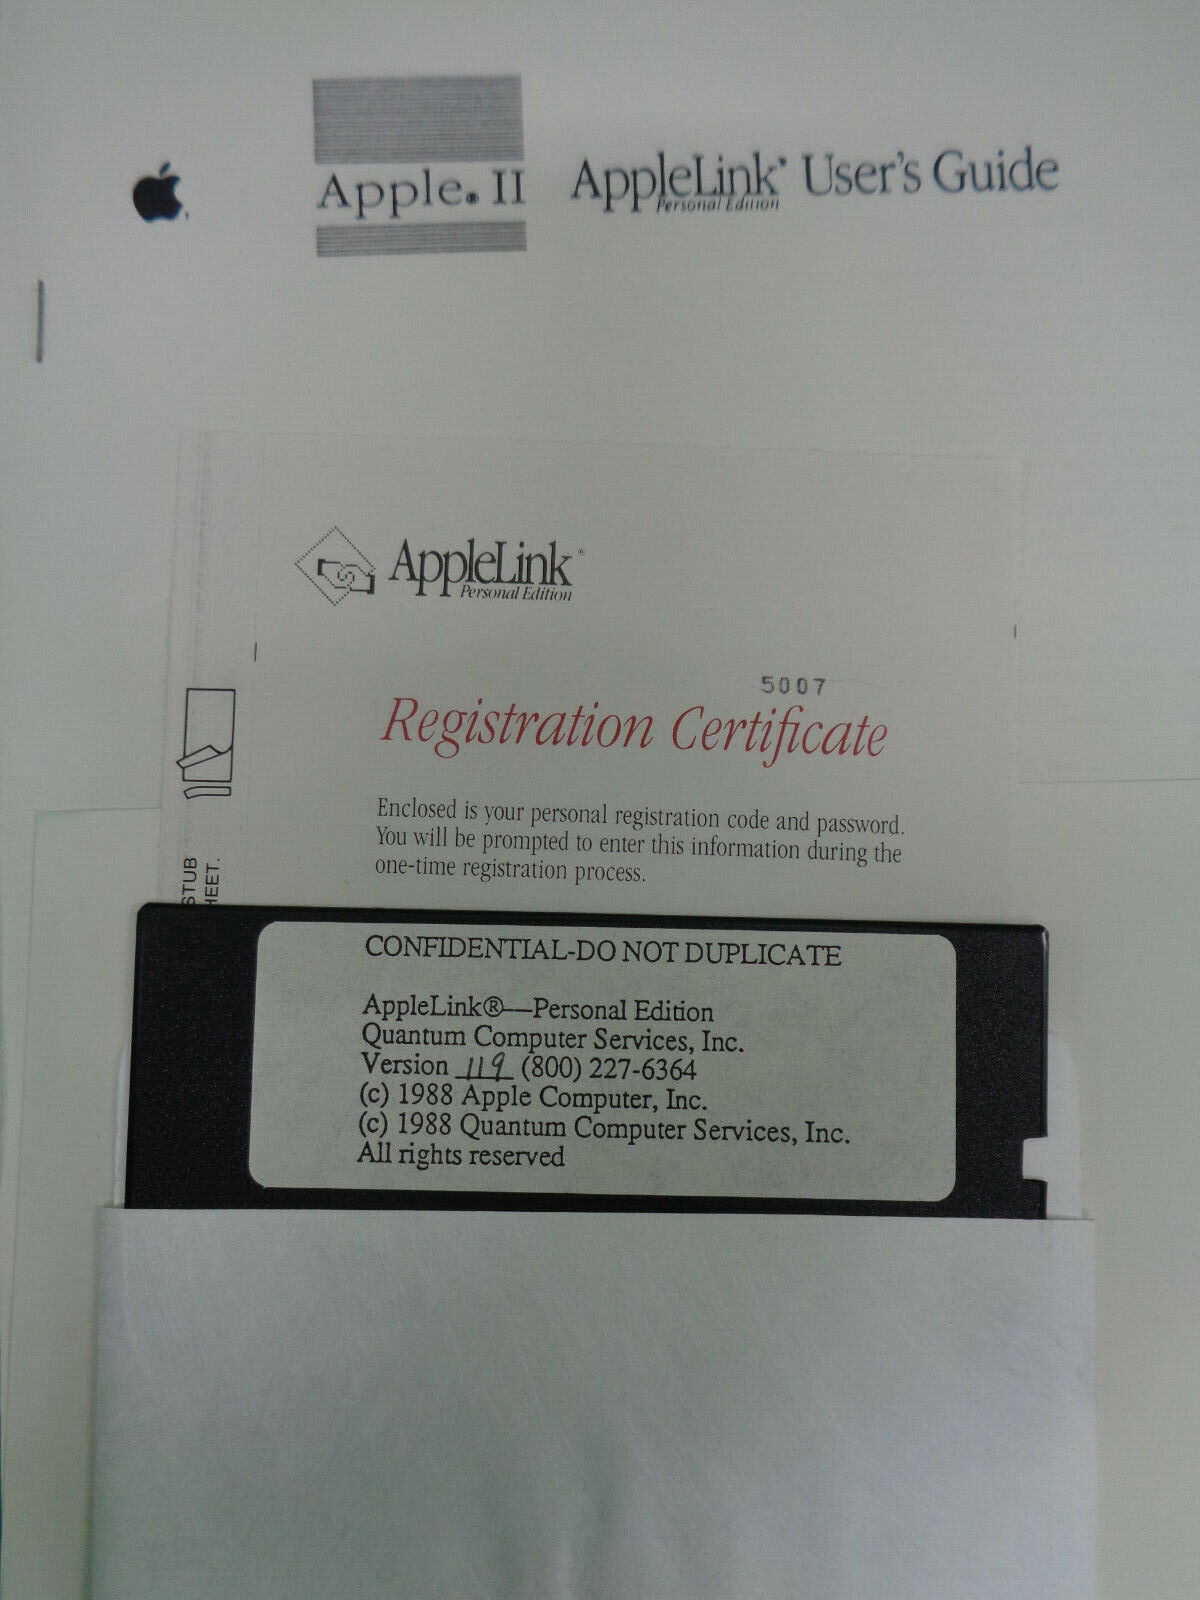 Apple® II
AppleLink® User's Guide
Personal Edition
AppleLink®
Personal Edition
5007
Registration Certificate
Enclosed is your personal registration code and password.
You will be prompted to enter this information during the
one-time registration process.
STUB
HEET.
CONFIDENTIAL-DO NOT DUPLICATE
AppleLink®—Personal Edition
Quantum Computer Services, Inc.
Version 119 (800) 227-6364
(c) 1988 Apple Computer, Inc.
(c) 1988 Quantum Computer Services, Inc.
All rights reserved